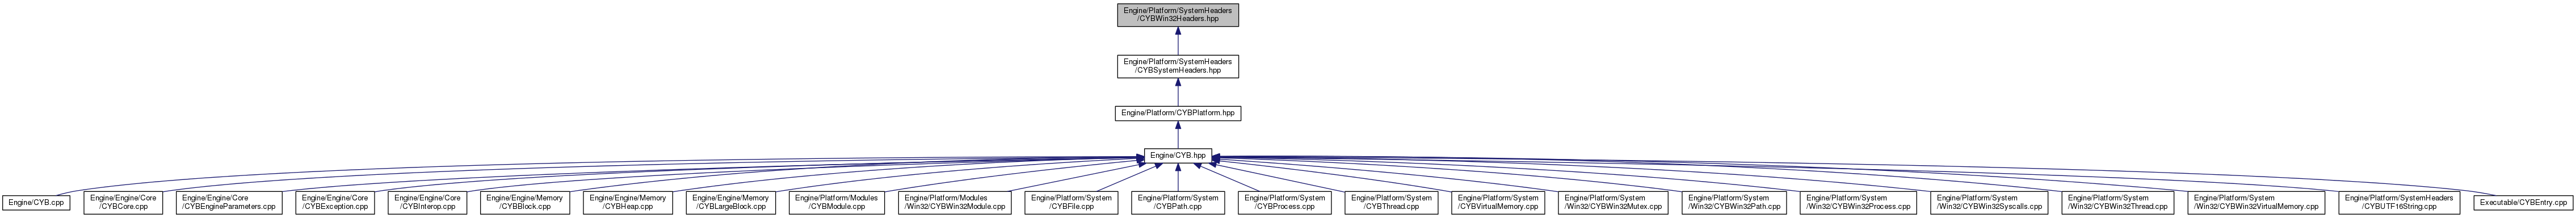 Engine/Platform/SystemHeaders
/CYBWin32Headers.hpp
Engine/Platform/SystemHeaders
/CYBSystemHeaders.hpp
Engine/Platform/CYBPlatform.hpp
Engine/CYB.hpp
Engine/CYB.cpp
Engine/Engine/Core
/CYBCore.cpp
Engine/Engine/Core
/CYBEngineParameters.cpp
Engine/Engine/Core
/CYBException.cpp
Engine/Engine/Core
/CYBInterop.cpp
Engine/Engine/Memory
/CYBBlock.cpp
Engine/Engine/Memory
/CYBHeap.cpp
Engine/Engine/Memory
/CYBLargeBlock.cpp
Engine/Platform/Modules
/CYBModule.cpp
Engine/Platform/Modules
/Win32/CYBWin32Module.cpp
Engine/Platform/System
/CYBFile.cpp
Engine/Platform/System
/CYBPath.cpp
Engine/Platform/System
/CYBProcess.cpp
Engine/Platform/System
/CYBThread.cpp
Engine/Platform/System
/CYBVirtualMemory.cpp
Engine/Platform/System
/Win32/CYBWin32Mutex.cpp
Engine/Platform/System
/Win32/CYBWin32Path.cpp
Engine/Platform/System
/Win32/CYBWin32Process.cpp
Engine/Platform/System
/Win32/CYBWin32Syscalls.cpp
Engine/Platform/System
/Win32/CYBWin32Thread.cpp
Engine/Platform/System
/Win32/CYBWin32VirtualMemory.cpp
Engine/Platform/SystemHeaders
/CYBUTF16String.cpp
Executable/CYBEntry.cpp